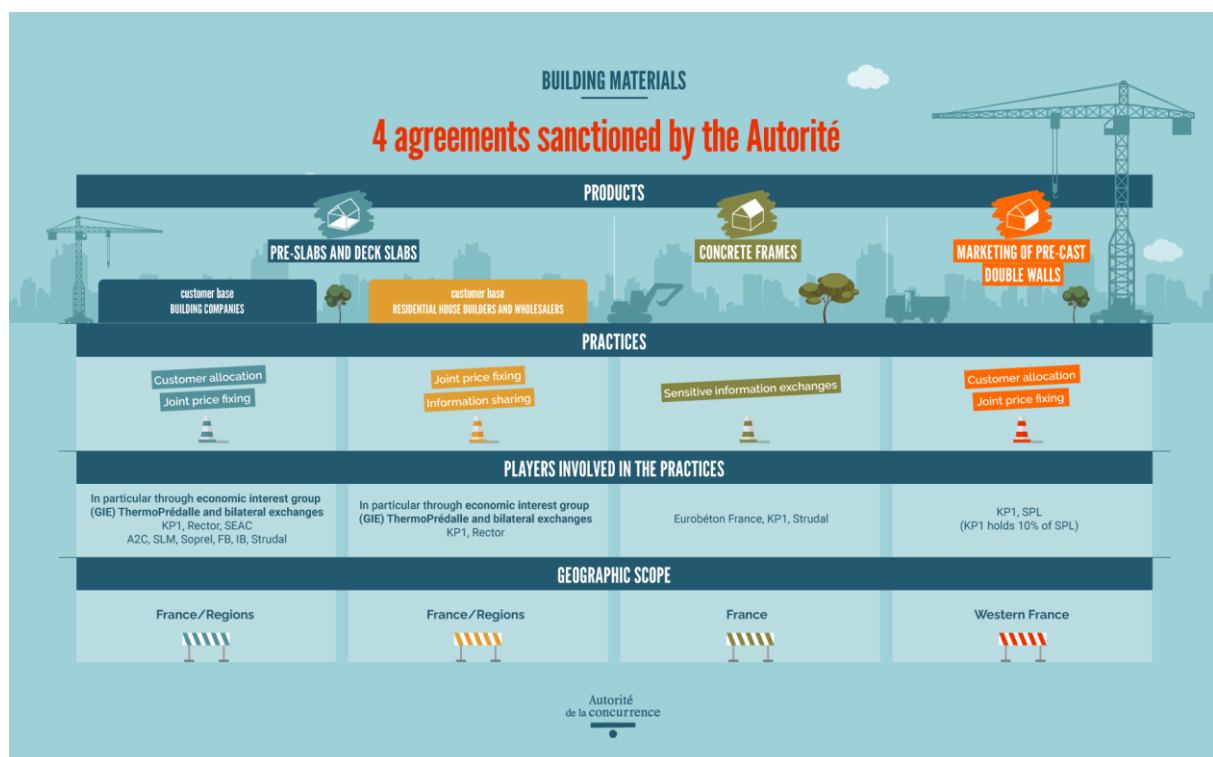 BUILDING MATERIALS
4 agreements sanctioned by the Autorité
PRODUCTS
PRE-SLABS AND DECK SLABS
customer base
BUILDING COMPANIES
customer base
RESIDENTIAL HOUSE BUILDERS AND WHOLESALERS
CONCRETE FRAMES
MARKETING OF PRE-CAST
DOUBLE WALLS
PRACTICES
Customer allocation
Joint price fixing
Joint price fixing
Information sharing
Sensitive information exchanges
Customer allocation
Joint price fixing
PLAYERS INVOLVED IN THE PRACTICES
In particular through economic interest group
(GIE) ThermoPrédalle and bilateral exchanges
KP1, Rector, SEAC
A2C, SLM, Soprel, FB, IB, Strudal
In particular through economic interest group
(GIE) ThermoPrédalle and bilateral exchanges
KP1, Rector
Eurobéton France, KP1, Strudal
KP1, SPL
(KP1 holds 10% of SPL)
GEOGRAPHIC SCOPE
France/Regions
France/Regions
France
Western France
Autorité
de la concurrence